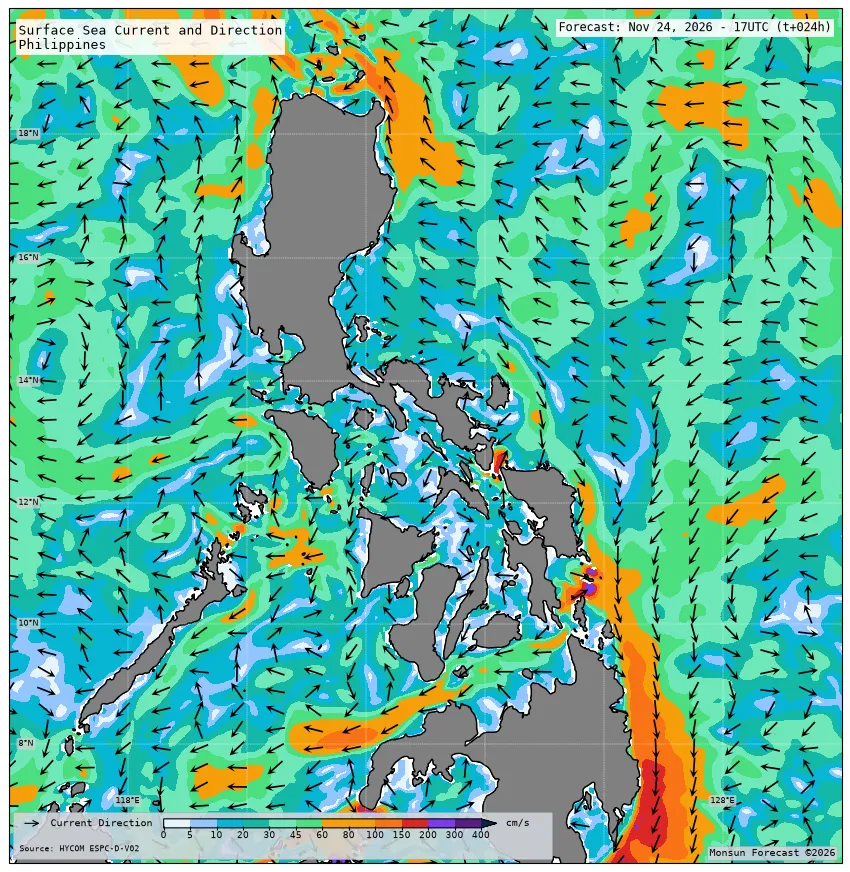 Surface Sea Current and Direction
Philippines
Forecast: Nov 24, 2026 - 17UTC (t+024h)
18°N
16°N
14°N
12°N
10°N
8°N
118°E
128°E
Current Direction
0 5 10 20 30 45 60 80 100 150 200 300 400
cm/s
Source: HYCOM ESPC-D-V02
Monsun Forecast ©2026